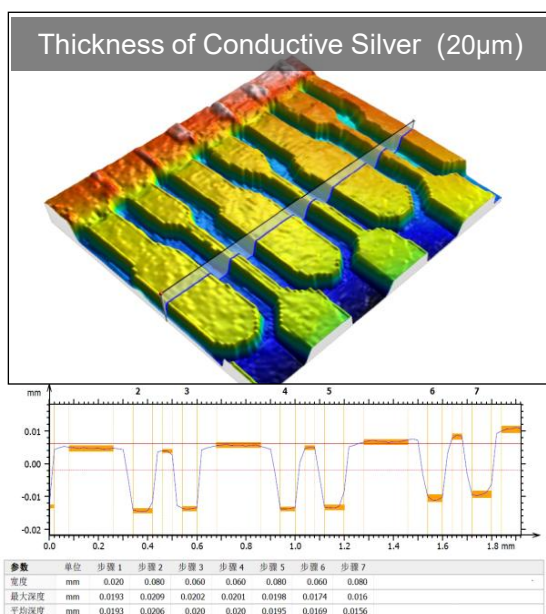 Thickness of Conductive Silver (20μm)
mm 2 3 4 5 6 7
0.01
0.00
-0.01
-0.02
0.0 0.2 0.4 0.6 0.8 1.0 1.2 1.4 1.6 1.8 mm
参数 单位 步骤 1 步骤 2 步骤 3 步骤 4 步骤 5 步骤 6 步骤 7
宽度 mm 0.020 0.080 0.060 0.060 0.080 0.060 0.080
最大深度 mm 0.0193 0.0209 0.0202 0.0201 0.0198 0.0174 0.016
平均深度 mm 0.0193 0.0206 0.020 0.020 0.0195 0.0169 0.0156